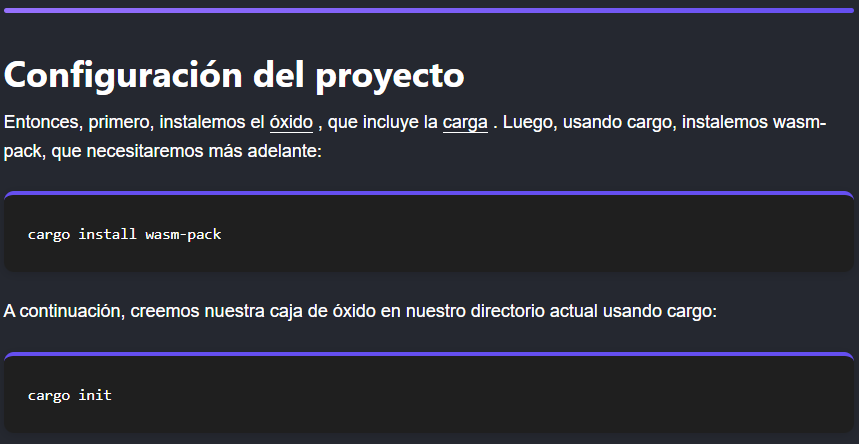 Configuración del proyecto
Entonces, primero, instalemos el óxido , que incluye la carga . Luego, usando cargo, instalemos wasm-
pack, que necesitaremos más adelante:
cargo install wasm-pack
A continuación, creemos nuestra caja de óxido en nuestro directorio actual usando cargo:
cargo init